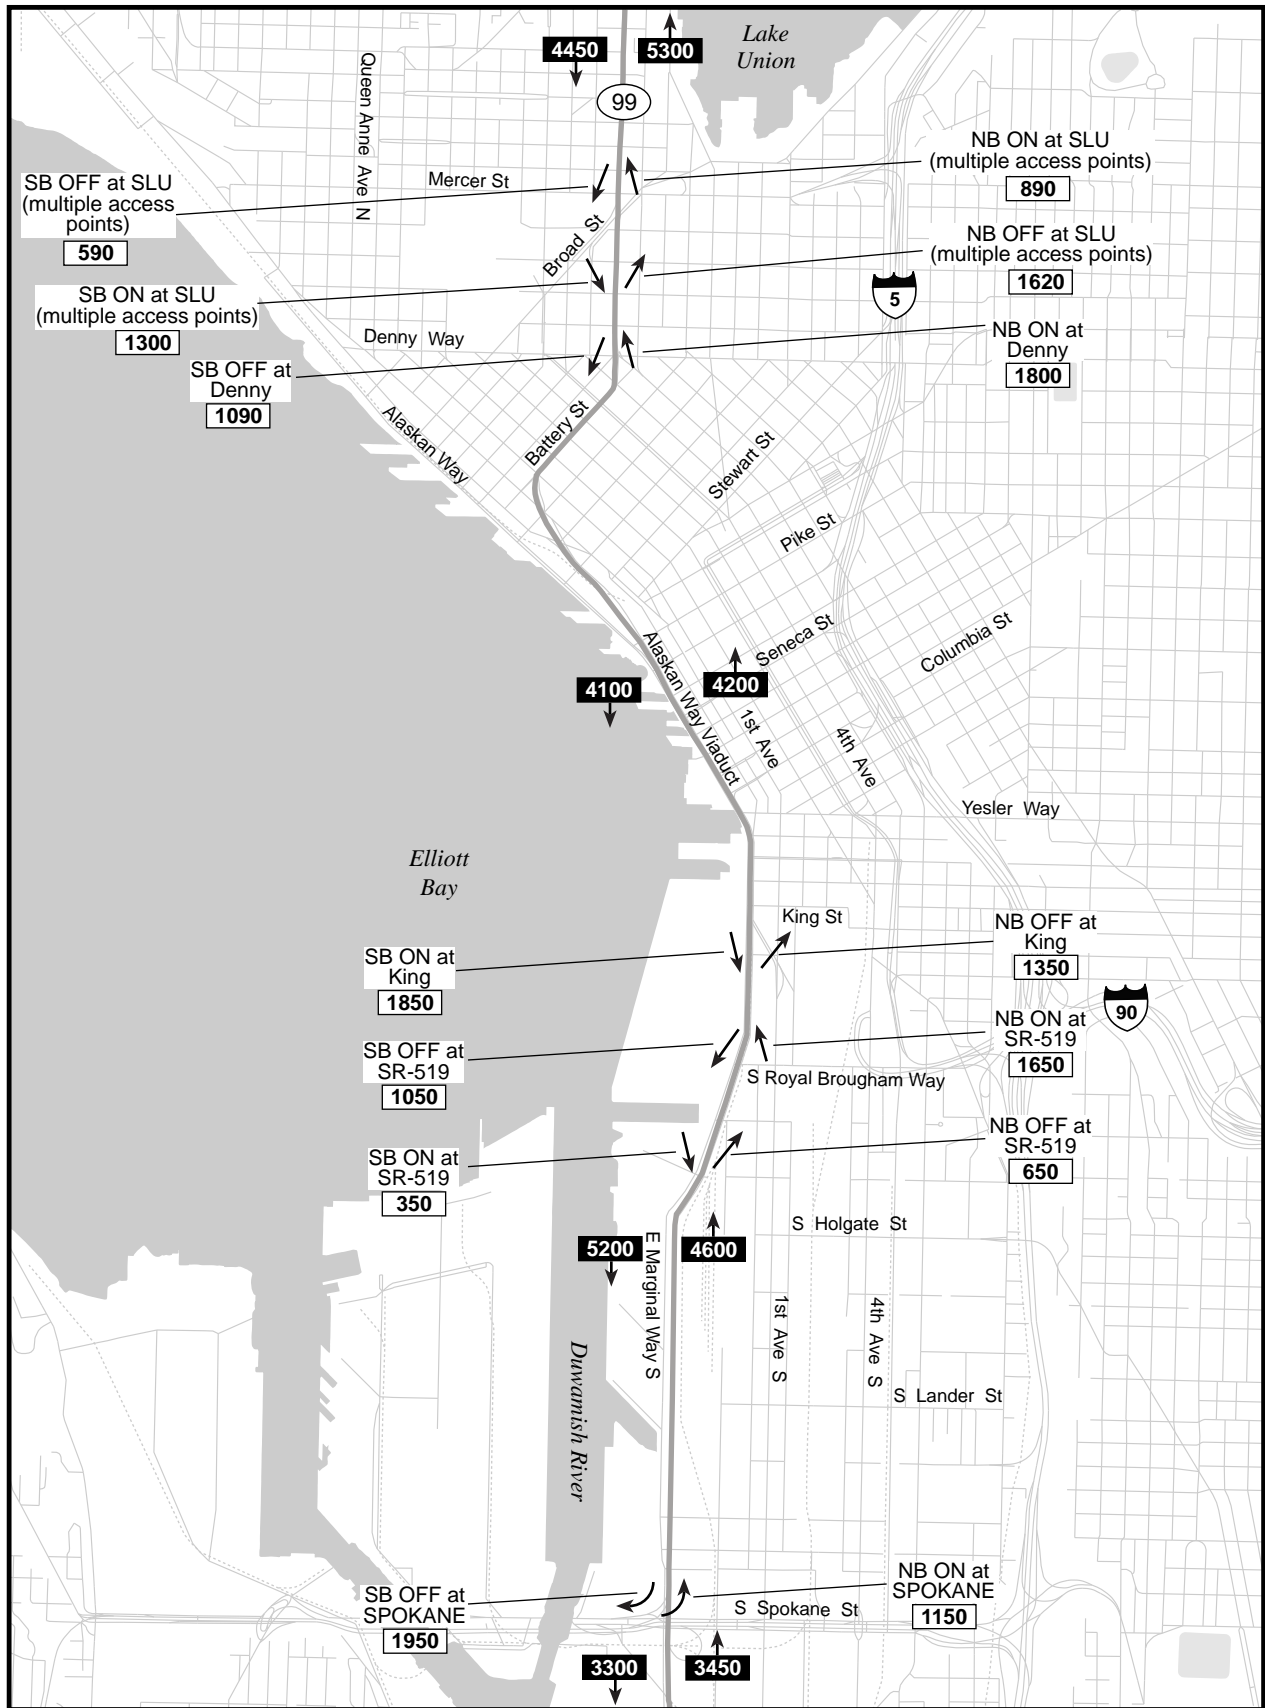 Lake
Union
4450
5300
99
Queen Anne Ave N
Mercer St
NB ON at SLU
(multiple access points)
890
SB OFF at SLU
(multiple access
points)
590
Broad St
NB OFF at SLU
(multiple access points)
1620
5
SB ON at SLU
(multiple access points)
1300
Denny Way
NB ON at
Denny
1800
SB OFF at
Denny
1090
Alaskan Way
Battery St
Stewart St
Pike St
Seneca St
Columbia St
Alaskan Way Viaduct
4100
4200
1st Ave
4th Ave
Yesler Way
Elliott
Bay
King St
NB OFF at
King
1350
SB ON at
King
1850
90
NB ON at
SR-519
1650
SB OFF at
SR-519
1050
S Royal Brougham Way
NB OFF at
SR-519
650
SB ON at
SR-519
350
S Holgate St
5200
4600
E Marginal Way S
1st Ave S
4th Ave S
Duwamish River
S Lander St
NB ON at
SPOKANE
1150
SB OFF at
SPOKANE
1950
S Spokane St
3300
3450